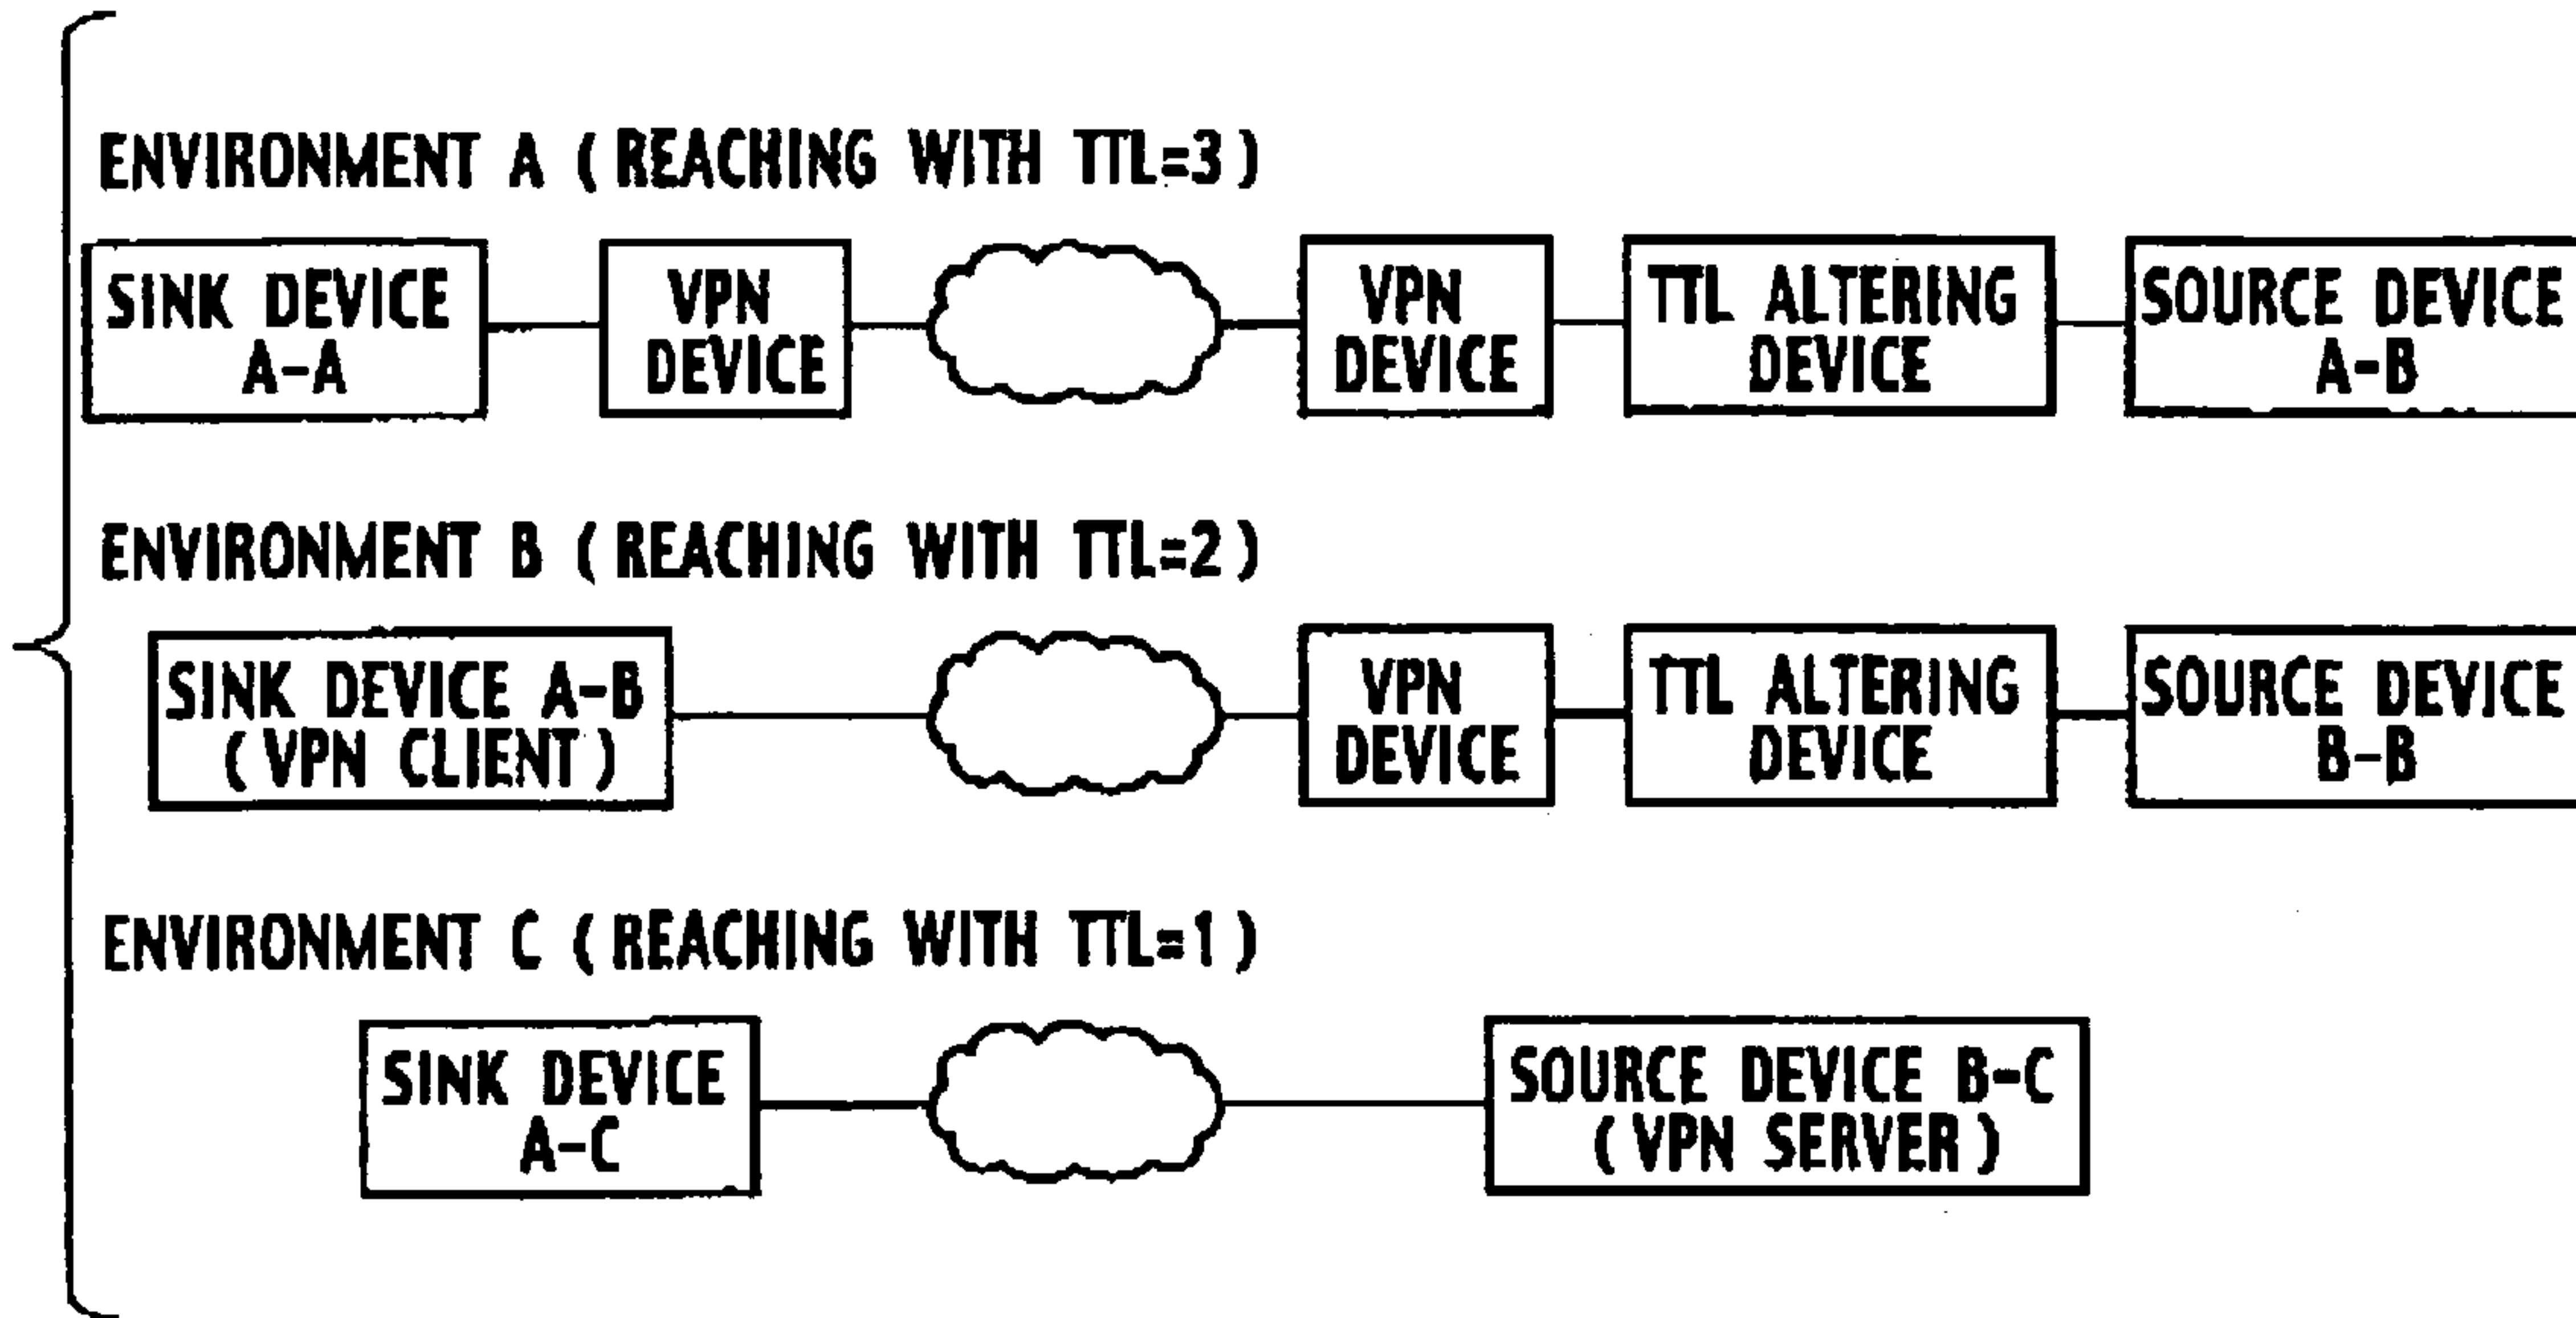 ENVIRONMENT A ( REACHING WITH TTL=3 )
SINK DEVICE
A-A
VPN
DEVICE
VPN
DEVICE
TTL ALTERING
DEVICE
SOURCE DEVICE
A-B
ENVIRONMENT B ( REACHING WITH TTL=2 )
SINK DEVICE A-B
( VPN CLIENT )
VPN
DEVICE
TTL ALTERING
DEVICE
SOURCE DEVICE
B-B
ENVIRONMENT C ( REACHING WITH TTL=1 )
SINK DEVICE
A-C
SOURCE DEVICE B-C
( VPN SERVER )